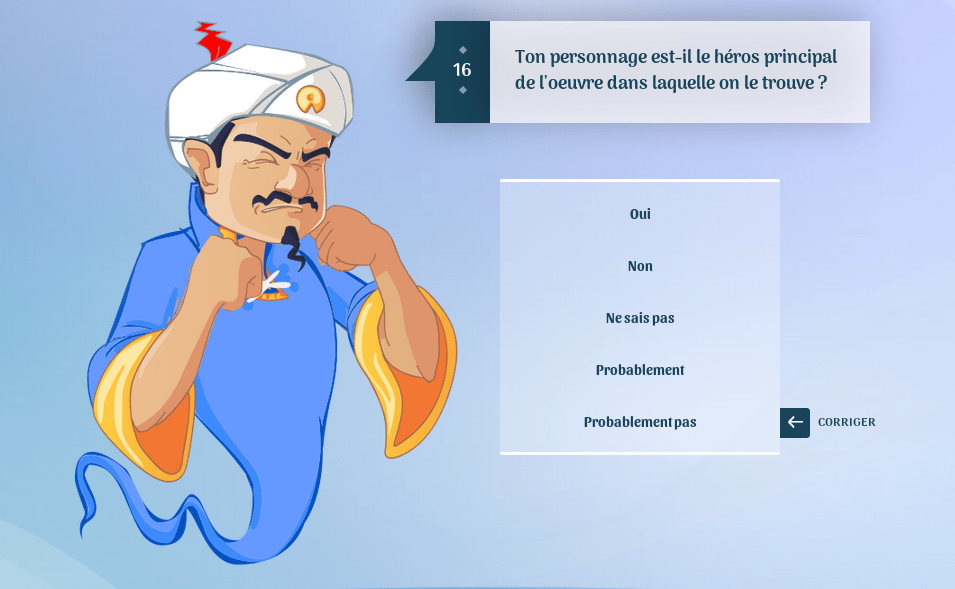 16
Ton personnage est-il le héros principal
de l'oeuvre dans laquelle on le trouve ?
Oui
Non
Ne sais pas
Probablement
Probablement pas
CORRIGER